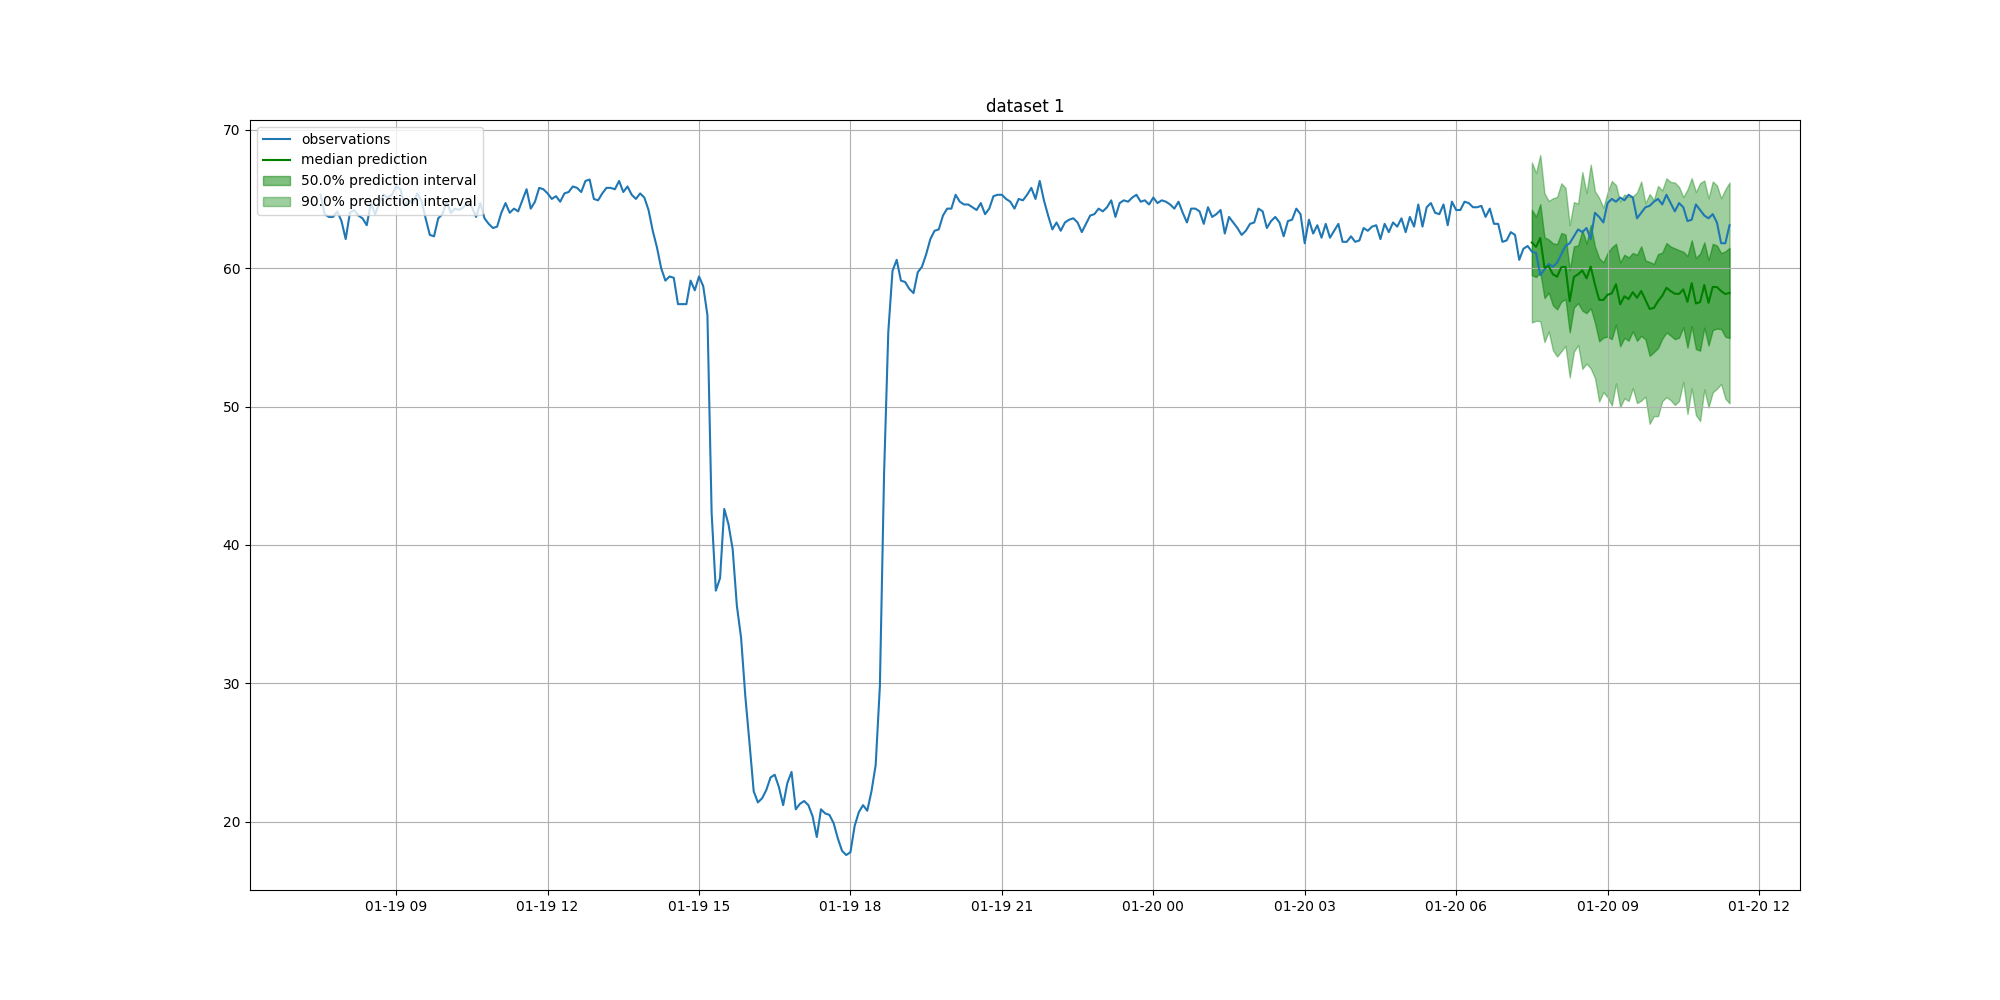 dataset 1
70
observations
median prediction
50.0% prediction interval
90.0% prediction interval
60
50
40
30
20
01-19 09 01-19 12 01-19 15 01-19 18 01-19 21 01-20 00 01-20 03 01-20 06 01-20 09 01-20 12